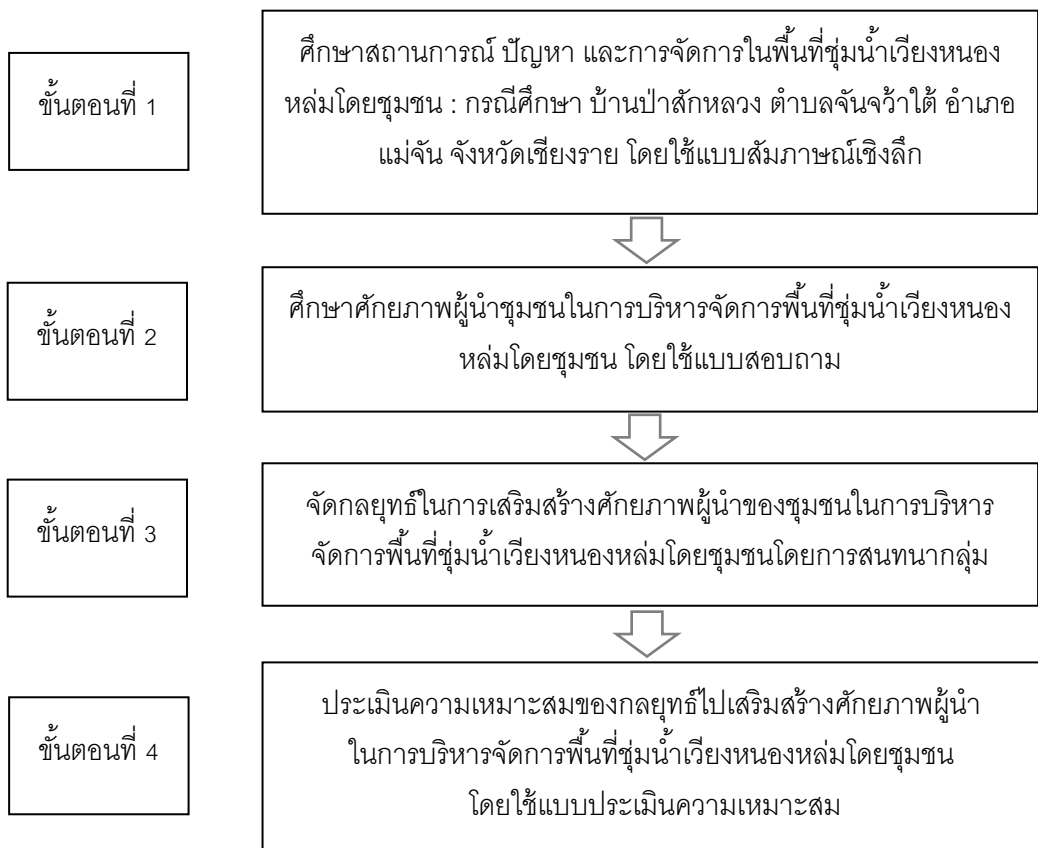 ขั้นตอนที่ 1
ศึกษาสถานการณ์ ปัญหา และการจัดการในพื้นที่ชุ่มน้ำเวียงหนอง
หล่มโดยชุมชน : กรณีศึกษา บ้านป่าสักหลวง ตำบลจันจว้าใต้ อำเภอ
แม่จัน จังหวัดเชียงราย โดยใช้แบบสัมภาษณ์เชิงลึก
ขั้นตอนที่ 2
ศึกษาศักยภาพผู้นำชุมชนในการบริหารจัดการพื้นที่ชุ่มน้ำเวียงหนอง
หล่มโดยชุมชน โดยใช้แบบสอบถาม
ขั้นตอนที่ 3
จัดกลยุทธ์ในการเสริมสร้างศักยภาพผู้นำของชุมชนในการบริหาร
จัดการพื้นที่ชุ่มน้ำเวียงหนองหล่มโดยชุมชนโดยการสนทนากลุ่ม
ขั้นตอนที่ 4
ประเมินความเหมาะสมของกลยุทธ์ไปเสริมสร้างศักยภาพผู้นำ
ในการบริหารจัดการพื้นที่ชุ่มน้ำเวียงหนองหล่มโดยชุมชน
โดยใช้แบบประเมินความเหมาะสม